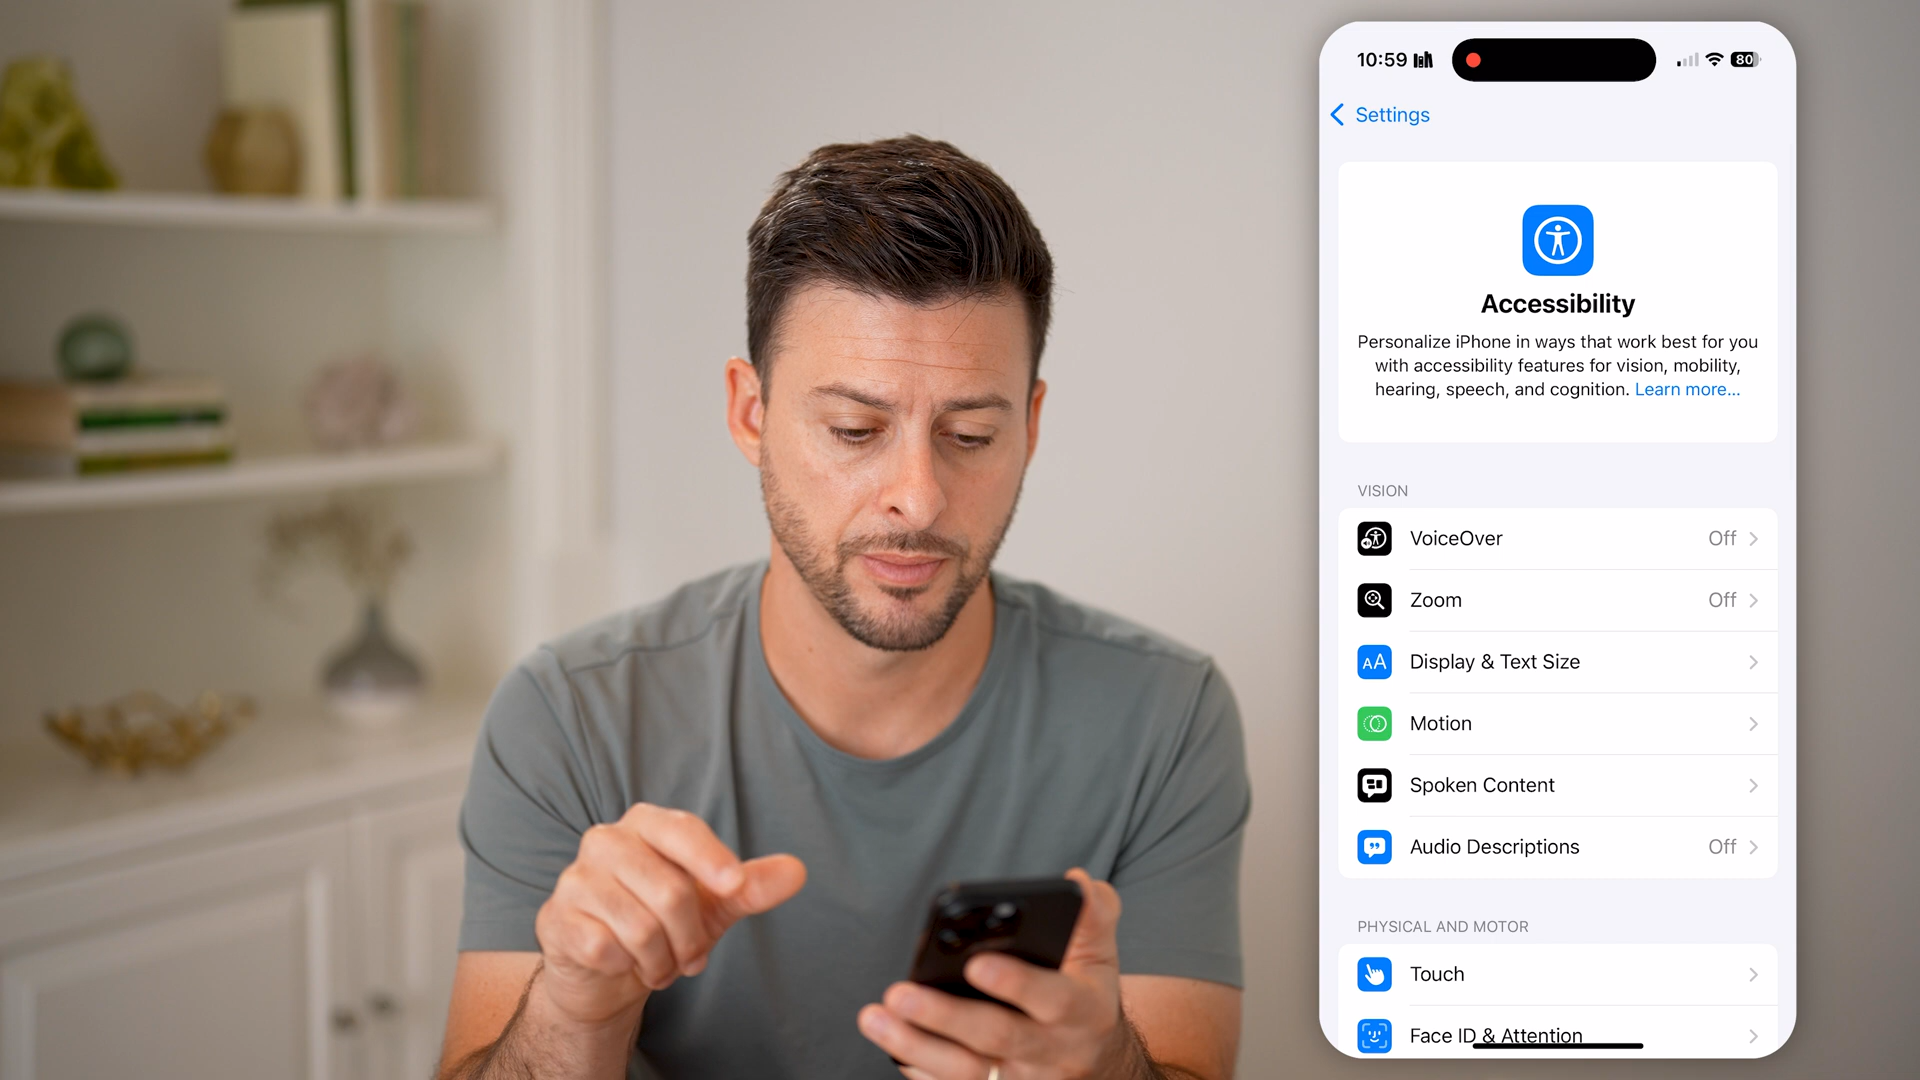 10:59
80
Settings
Accessibility
Personalize iPhone in ways that work best for you
with accessibility features for vision, mobility,
hearing, speech, and cognition. Learn more...
VISION
VoiceOver Off
Zoom Off
AA Display & Text Size
Motion
Spoken Content
Audio Descriptions Off
PHYSICAL AND MOTOR
Touch
Face ID & Attention